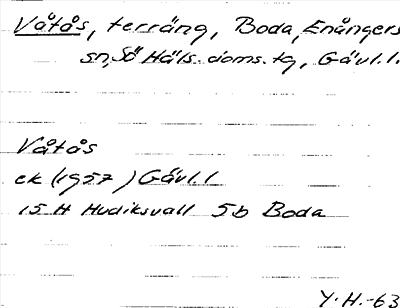 Våtås, terräng, Boda, Enångers
sn, Sö Häls. doms. tg, Gävl.l.
Våtås
ek (1957) Gävl.l
15 H Hudiksvall 5b Boda
Y.H.-63